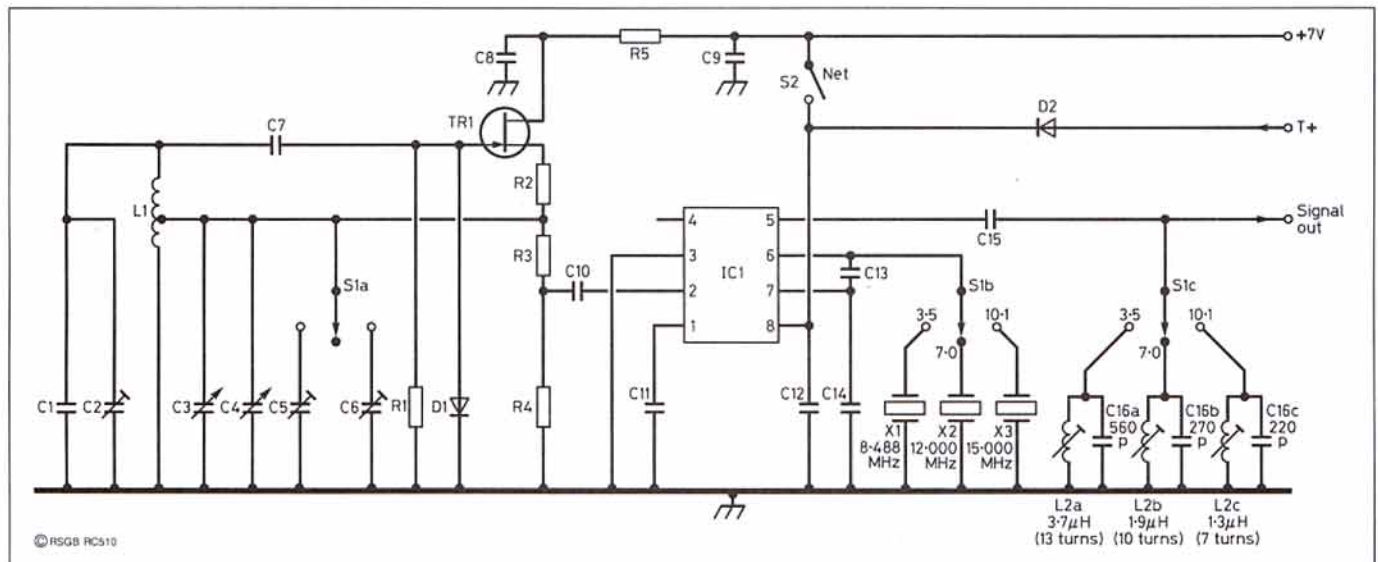 C8
R5
C9
+7V
S2
Net
TR1
D2
T+
C7
R2
L1
4
5
C15
Signal
out
R3
3
6
C13
S1a
C10
IC1
S1b
S1c
2
7
3·5
10·1
3·5
10·1
1
8
7·0
7·0
C1
C2
C3
C4
C5
C6
R1
D1
R4
C11
C12
C14
X1
8·488
MHz
X2
12·000
MHz
X3
15·000
MHz
C16a
560
p
C16b
270
p
C16c
220
p
L2a
3·7μH
(13 turns)
L2b
1·9μH
(10 turns)
L2c
1·3μH
(7 turns)
© RSGB RC510